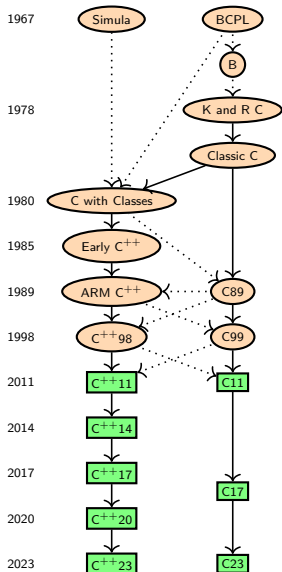 1967 Simula BCPL
B
1978 K and R C
Classic C
1980 C with Classes
1985 Early C++
1989 ARM C++ C89
1998 C++98 C99
2011 C++11 C11
2014 C++14
2017 C++17
C17
2020 C++20
2023 C++23 C23